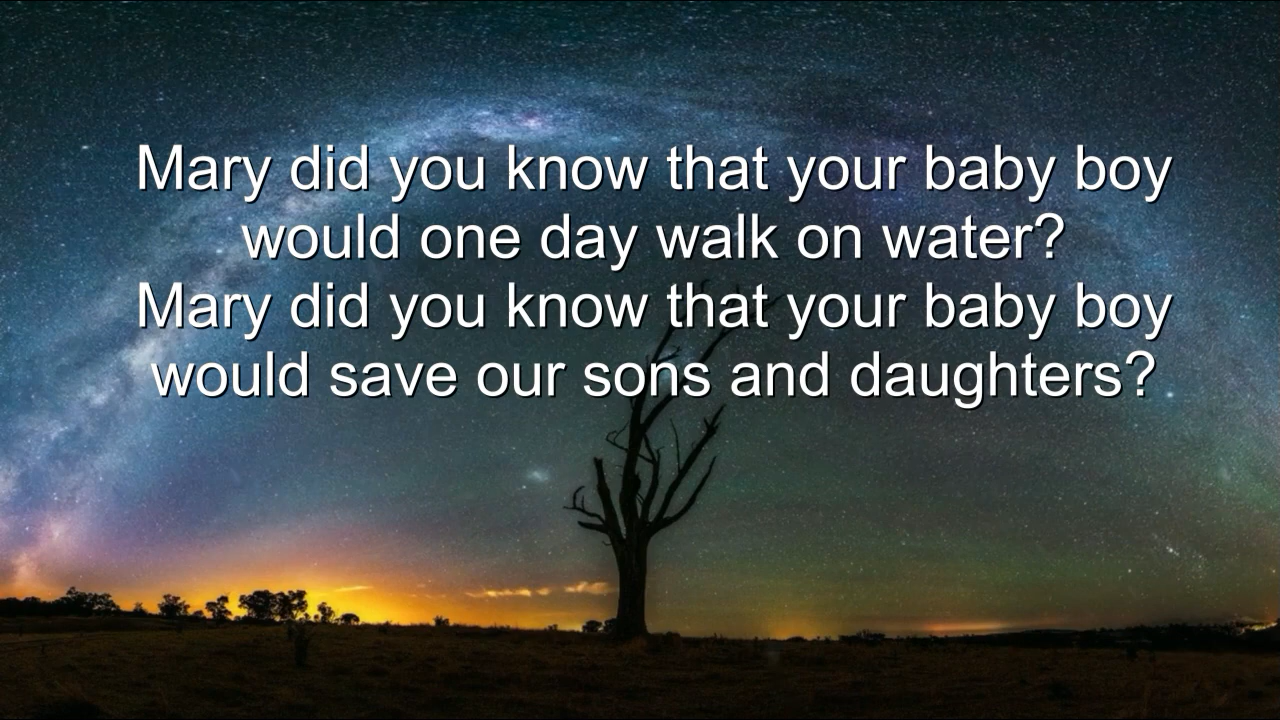 Mary did you know that your baby boy
would one day walk on water?
Mary did you know that your baby boy
would save our sons and daughters?